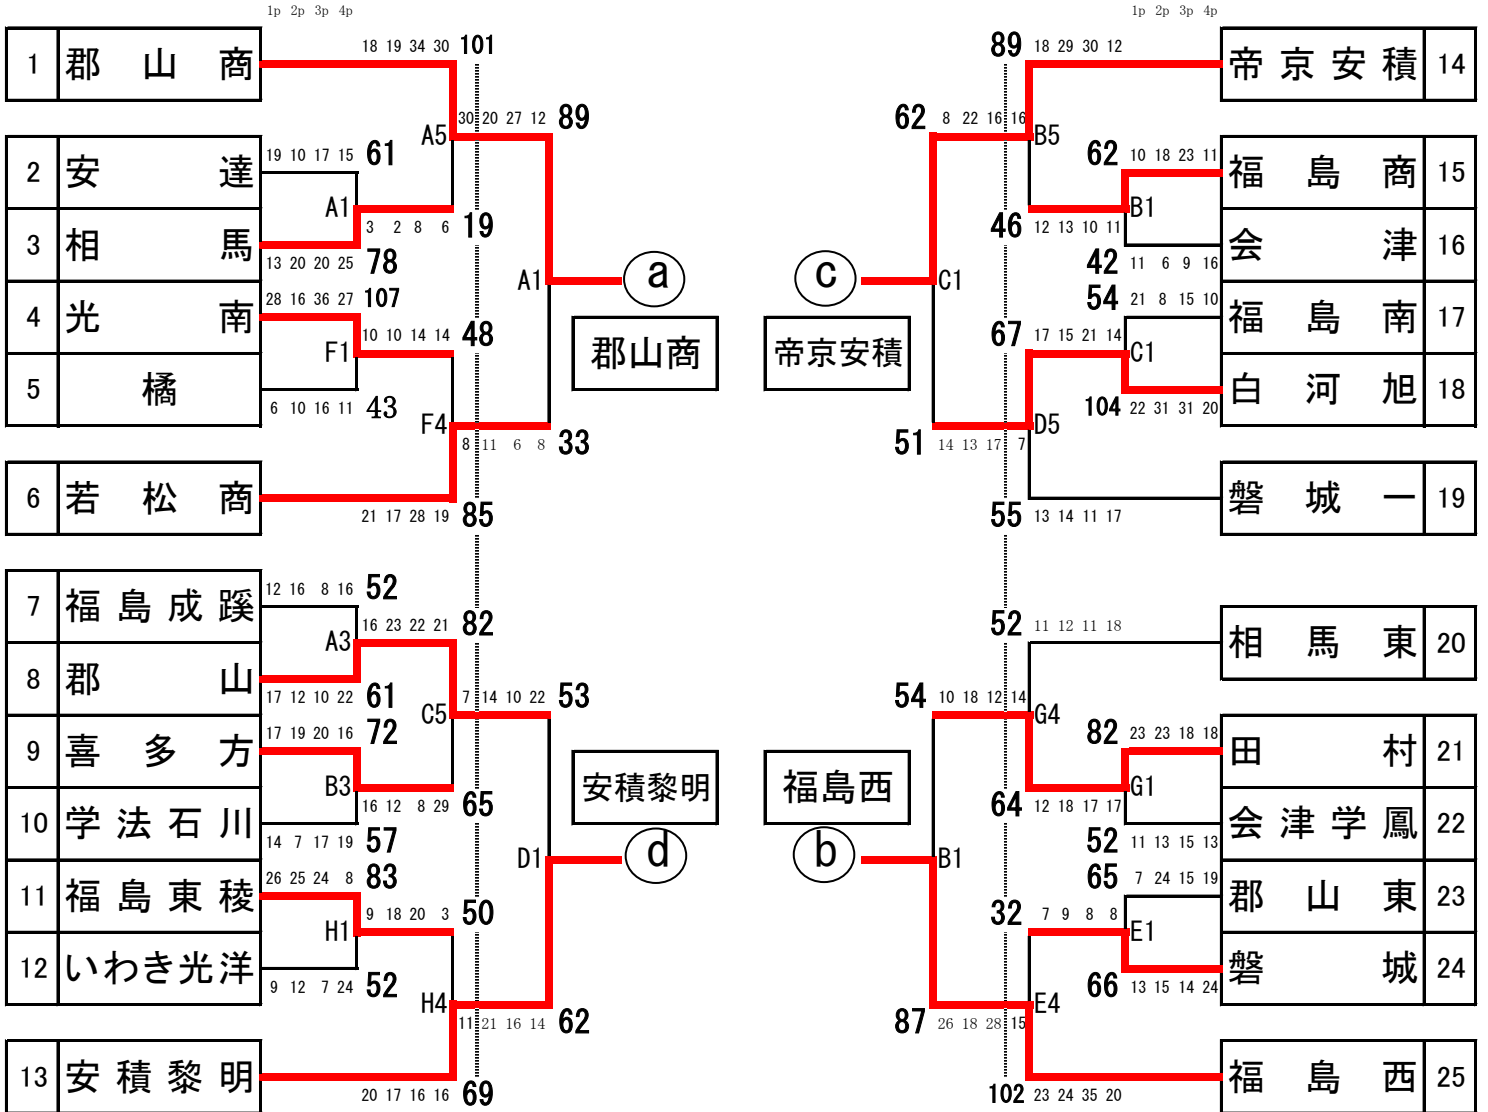 1p 2p 3p 4p
1p 2p 3p 4p
1 郡山商
18 19 34 30 101
89 18 29 30 12
帝京安積 14
A5
30 20 27 12 89
62 8 22 16 16
B5
2 安達
19 10 17 15 61
62 10 18 23 11
福島商 15
A1
3 2 8 6 19
46 12 13 10 11
B1
3 相馬
13 20 20 25 78
42 11 6 9 16
会津 16
A1
a
c
C1
4 光南
28 16 36 27 107
54 21 8 15 10
福島南 17
F1
10 10 14 14 48
67 17 15 21 14
C1
郡山商
帝京安積
5 橘
6 10 16 11 43
104 22 31 31 20
白河旭 18
F4
8 11 6 8 33
51 14 13 17 7
D5
6 若松商
21 17 28 19 85
55 13 14 11 17
磐城一 19
7 福島成蹊
12 16 8 16 52
52 11 12 11 18
相馬東 20
A3
16 23 22 21 82
8 郡山
17 12 10 22 61
C5
7 14 10 22 53
54 10 18 12 14
G4
9 喜多方
17 19 20 16 72
82 23 23 18 18
田村 21
B3
16 12 8 29 65
64 12 18 17 17
G1
安積黎明
福島西
10 学法石川
14 7 17 19 57
52 11 13 15 13
会津学鳳 22
D1
d
b
B1
11 福島東稜
26 25 24 8 83
65 7 24 15 19
郡山東 23
H1
9 18 20 3 50
32 7 9 8 8
E1
12 いわき光洋
9 12 7 24 52
66 13 15 14 24
磐城 24
H4
11 21 16 14 62
87 26 18 28 15
E4
13 安積黎明
20 17 16 16 69
102 23 24 35 20
福島西 25